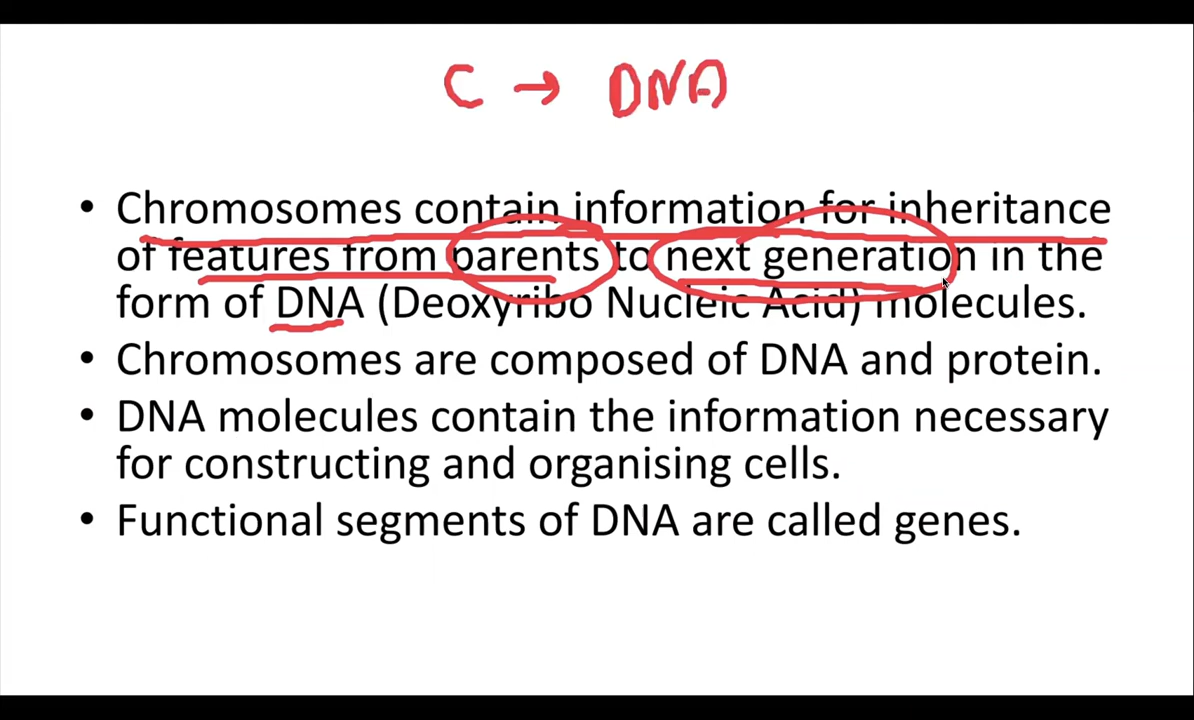 C → DNA
• Chromosomes contain information for inheritance
of features from parents to next generation in the
form of DNA (Deoxyribo Nucleic Acid) molecules.
• Chromosomes are composed of DNA and protein.
• DNA molecules contain the information necessary
for constructing and organising cells.
• Functional segments of DNA are called genes.